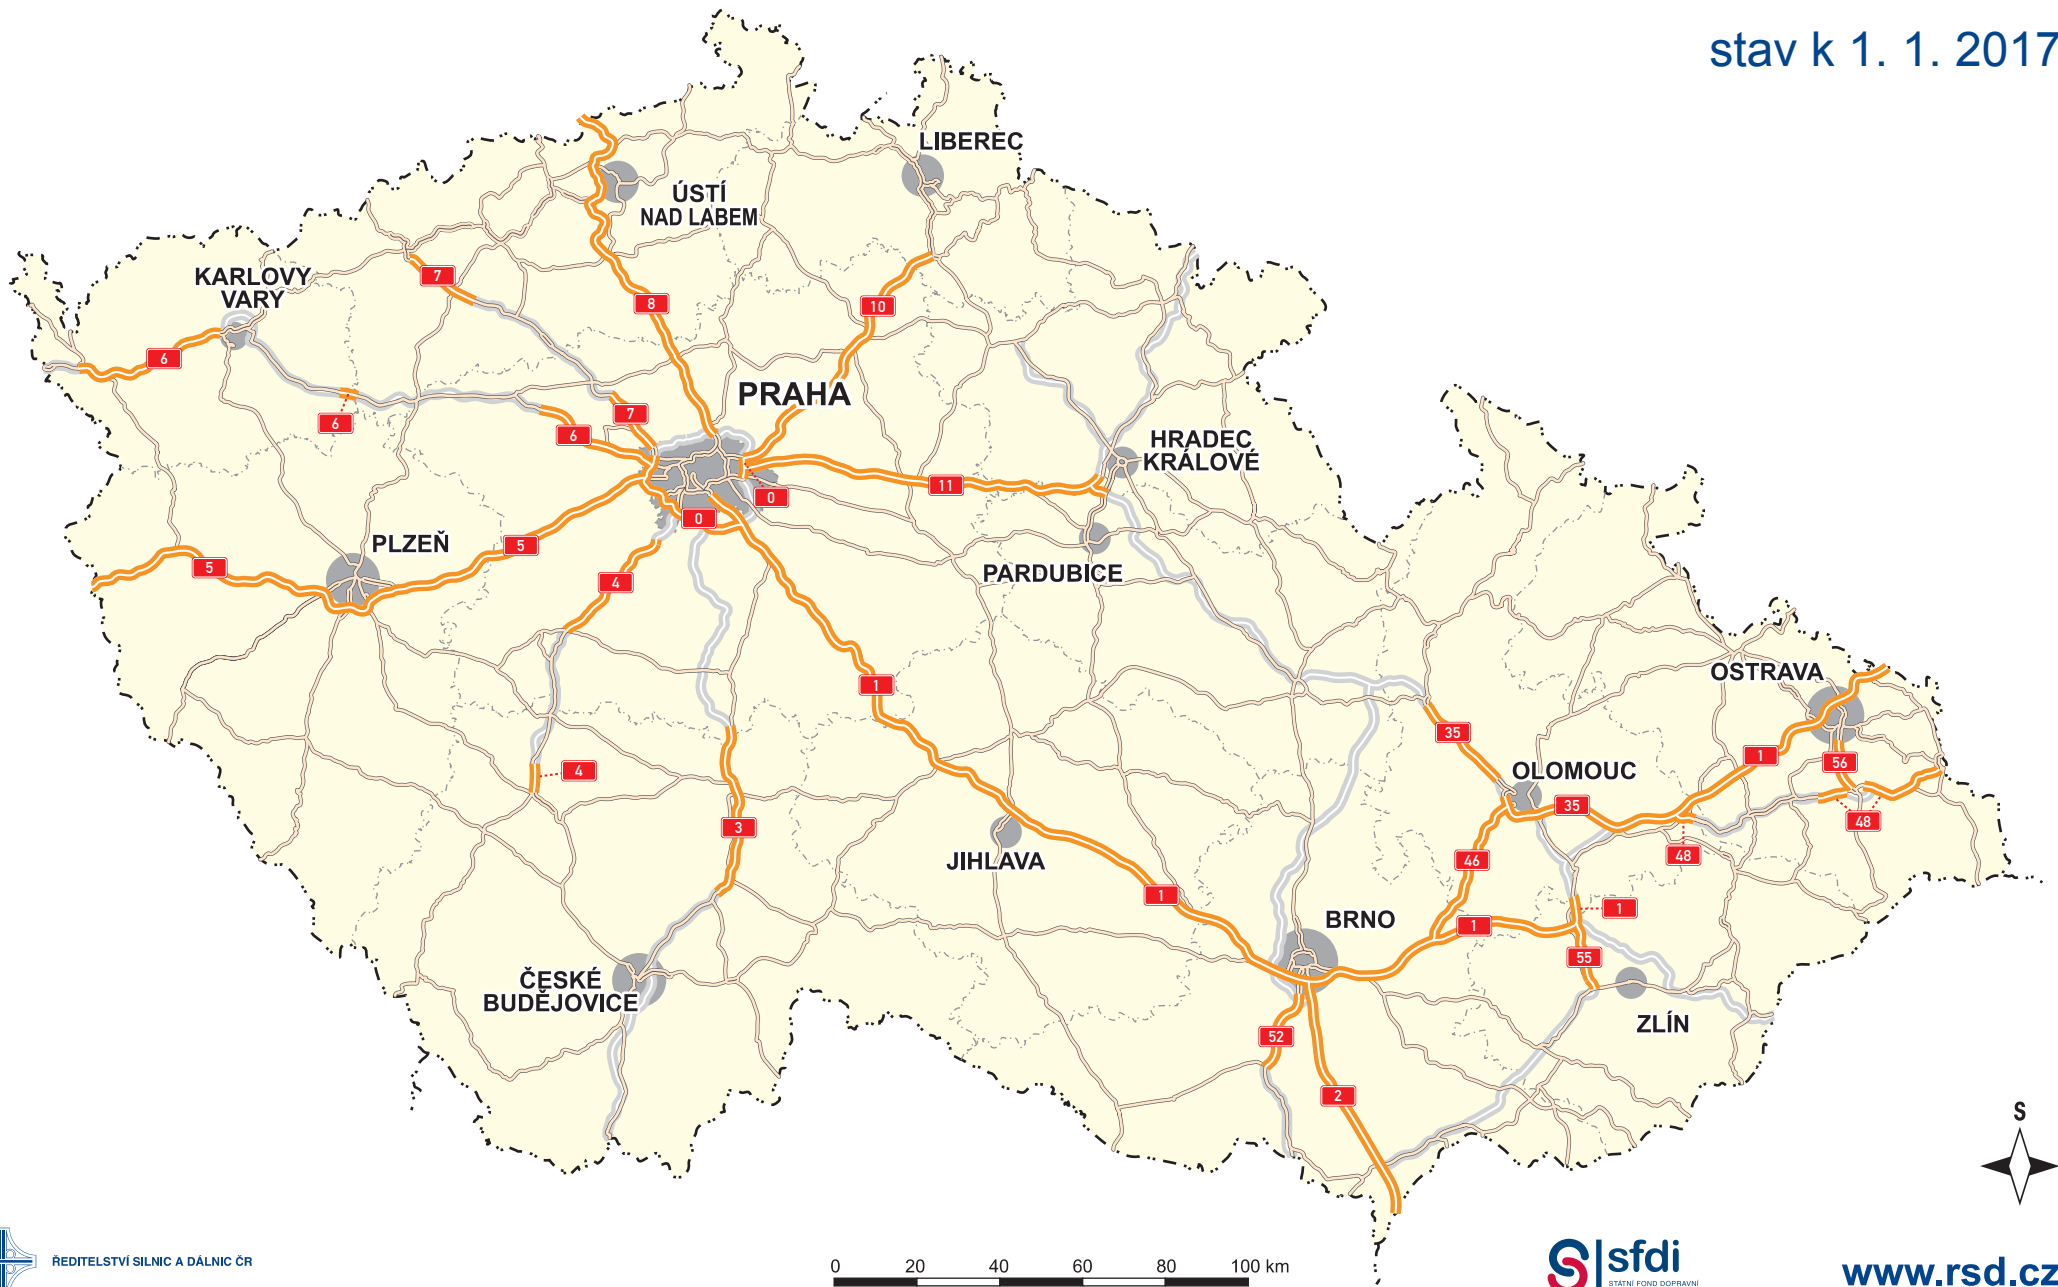 stav k 1. 1. 2017
LIBEREC
ÚSTÍ
NAD LABEM
KARLOVY
VARY
7
8
10
6
PRAHA
6
7
6
HRADEC
KRÁLOVÉ
11
0
0
PLZEŇ
5
5
4
PARDUBICE
1
OSTRAVA
35
1
56
4
OLOMOUC
35
3
48
JIHLAVA
46
48
1
1
BRNO
1
55
ČESKÉ
BUDĚJOVICE
ZLÍN
52
2
S
ŘEDITELSTVÍ SILNIC A DÁLNIC ČR
0 20 40 60 80 100 km
sfdi
STÁTNÍ FOND DOPRAVNÍ
www.rsd.cz